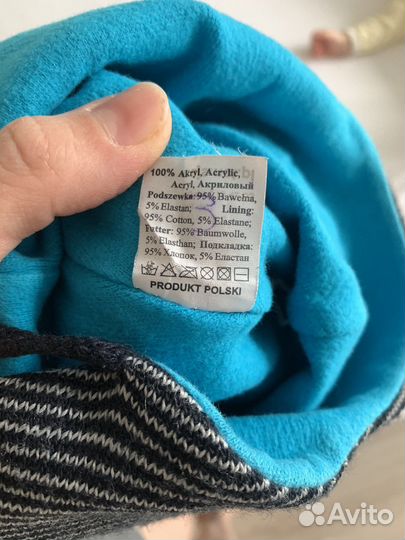 100% Akryl, Acrylic,
Acryl, Акриловый
Podszewka: 95% Bawełna,
5% Elastan; Lining:
95% Cotton, 5% Elastane;
Futter: 95% Baumwolle,
5% Elasthan; Подкладка:
95% Хлопок, 5% Еластан
PRODUKT POLSKI
Avito